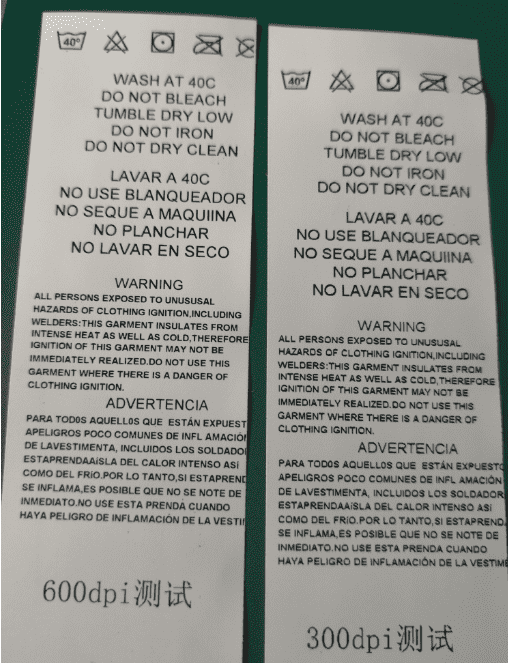 40°
WASH AT 40C
DO NOT BLEACH
TUMBLE DRY LOW
DO NOT IRON
DO NOT DRY CLEAN
LAVAR A 40C
NO USE BLANQUEADOR
NO SEQUE A MAQUIINA
NO PLANCHAR
NO LAVAR EN SECO
WARNING
ALL PERSONS EXPOSED TO UNUSUSAL
HAZARDS OF CLOTHING IGNITION,INCLUDING
WELDERS:THIS GARMENT INSULATES FROM
INTENSE HEAT AS WELL AS COLD,THEREFORE
IGNITION OF THIS GARMENT MAY NOT BE
IMMEDIATELY REALIZED.DO NOT USE THIS
GARMENT WHERE THERE IS A DANGER OF
CLOTHING IGNITION.
ADVERTENCIA
PARA TOD0S AQUELL0S QUE ESTÁN EXPUEST
APELIGROS POCO COMUNES DE INFL AMACIÓN
DE LAVESTIMENTA, INCLUIDOS LOS SOLDADO
ESTAPRENDAAíSLA DEL CALOR INTENSO ASí
COMO DEL FRíO.POR LO TANTO,SI ESTAPREND
SE INFLAMA,ES POSIBLE QUE NO SE NOTE DE
INMEDIATO.NO USE ESTA PRENDA CUANDO
HAYA PELIGRO DE INFLAMACIÓN DE LA VESTI
600dpi测试
40°
WASH AT 40C
DO NOT BLEACH
TUMBLE DRY LOW
DO NOT IRON
DO NOT DRY CLEAN
LAVAR A 40C
NO USE BLANQUEADOR
NO SEQUE A MAQUIINA
NO PLANCHAR
NO LAVAR EN SECO
WARNING
ALL PERSONS EXPOSED TO UNUSUSAL
HAZARDS OF CLOTHING IGNITION,INCLUDING
WELDERS:THIS GARMENT INSULATES FROM
INTENSE HEAT AS WELL AS COLD,THEREFORE
IGNITION OF THIS GARMENT MAY NOT BE
IMMEDIATELY REALIZED.DO NOT USE THIS
GARMENT WHERE THERE IS A DANGER OF
CLOTHING IGNITION.
ADVERTENCIA
PARA TOD0S AQUELL0S QUE ESTÁN EXPUESTO
APELIGROS POCO COMUNES DE INFL AMACIÓN
DE LAVESTIMENTA, INCLUIDOS LOS SOLDADOR
ESTAPRENDAAíSLA DEL CALOR INTENSO ASí
COMO DEL FRíO.POR LO TANTO,SI ESTAPREND
SE INFLAMA,ES POSIBLE QUE NO SE NOTE DE
INMEDIATO.NO USE ESTA PRENDA CUANDO
HAYA PELIGRO DE INFLAMACIÓN DE LA VESTIME
300dpi测试